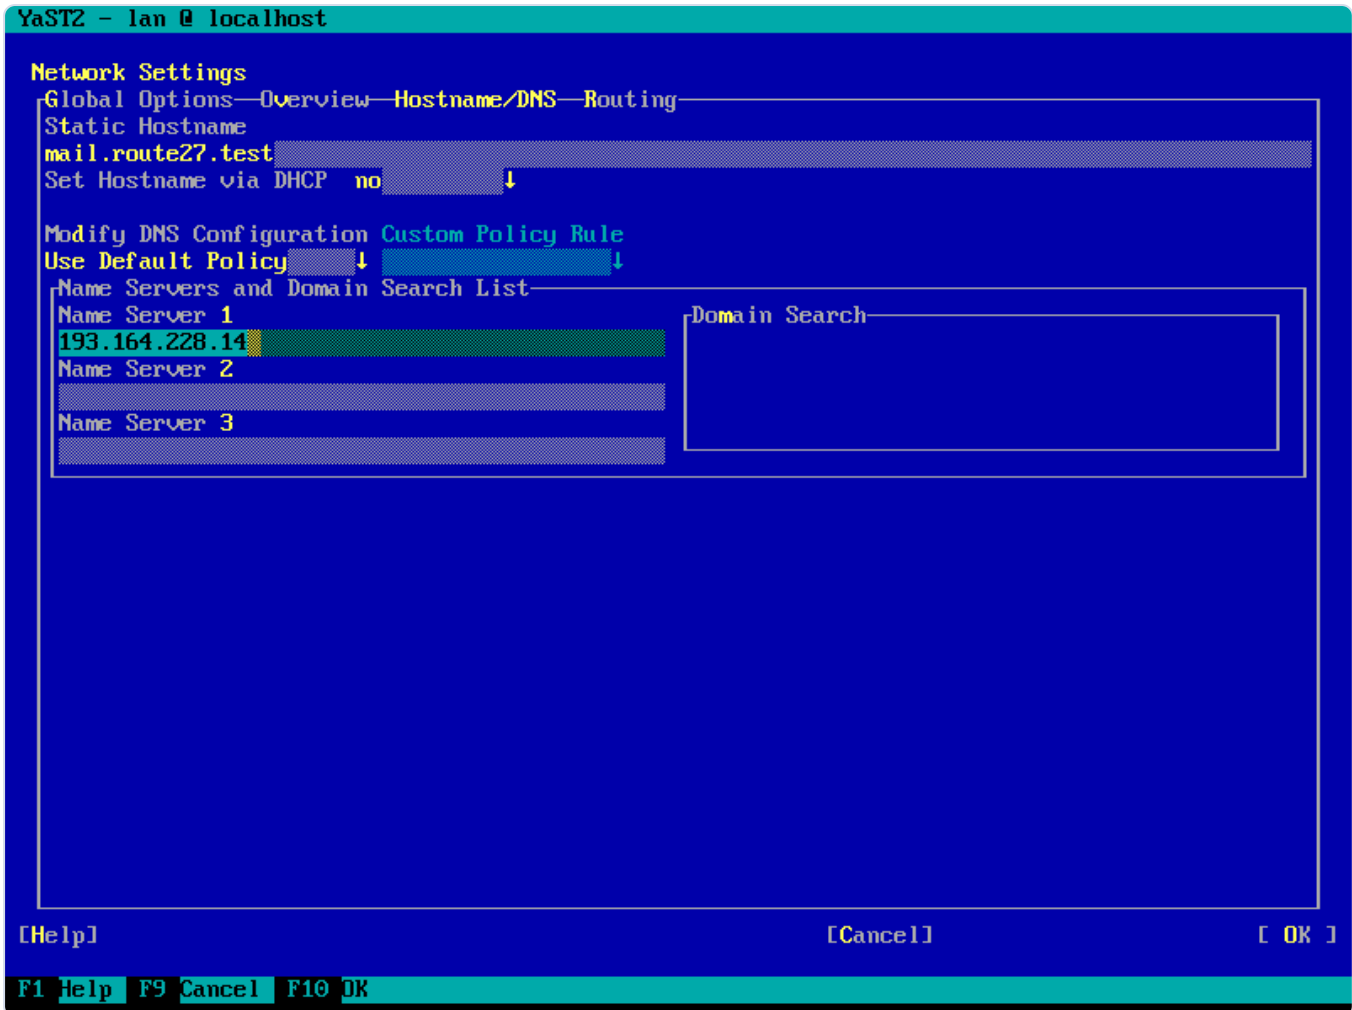 YaST2 - lan @ localhost
Network Settings
Global Options Overview Hostname/DNS Routing
Static Hostname
mail.route27.test
Set Hostname via DHCP no ↓
Modify DNS Configuration Custom Policy Rule
Use Default Policy ↓ ↓
Name Servers and Domain Search List
Name Server 1
Domain Search
193.164.228.14
Name Server 2
Name Server 3
[Help] [Cancel] [ OK ]
F1 Help F9 Cancel F10 OK